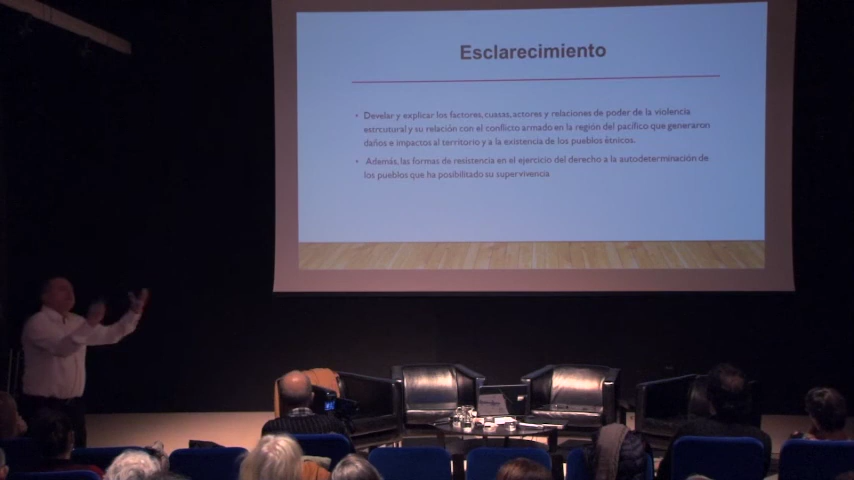 Esclarecimiento
• Develar y explicar los factores, cuasas, actores y relaciones de poder de la violencia
estrcutural y su relación con el conflicto armado en la región del pacífico que generaron
daños e impactos al territorio y a la existencia de los pueblos étnicos.
• Además, las formas de resistencia en el ejercicio del derecho a la autodeterminación de
los pueblos que ha posibilitado su supervivencia